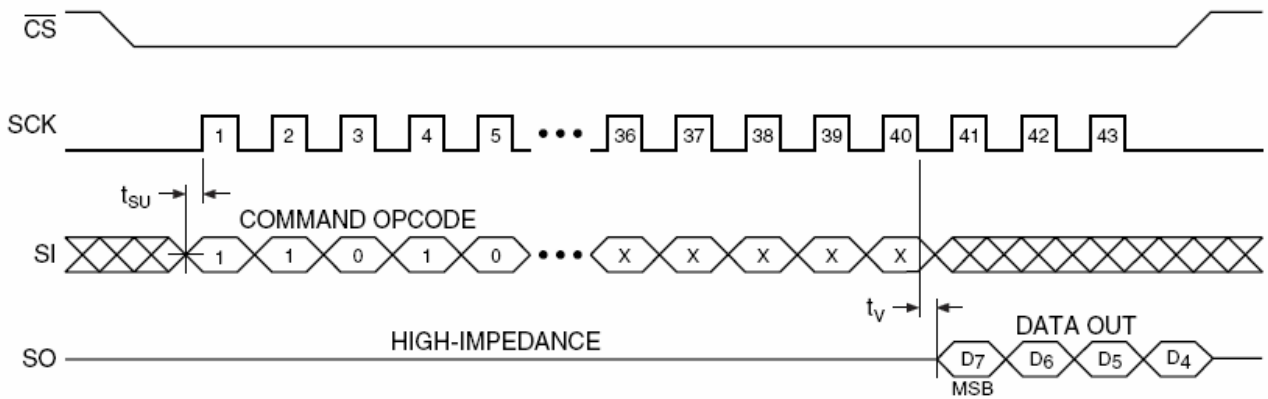 CS
SCK 1 2 3 4 5 ••• 36 37 38 39 40 41 42 43
tSU
COMMAND OPCODE
SI 1 1 0 1 0 ••• X X X X X
tV
HIGH-IMPEDANCE
DATA OUT
SO D7 D6 D5 D4
MSB